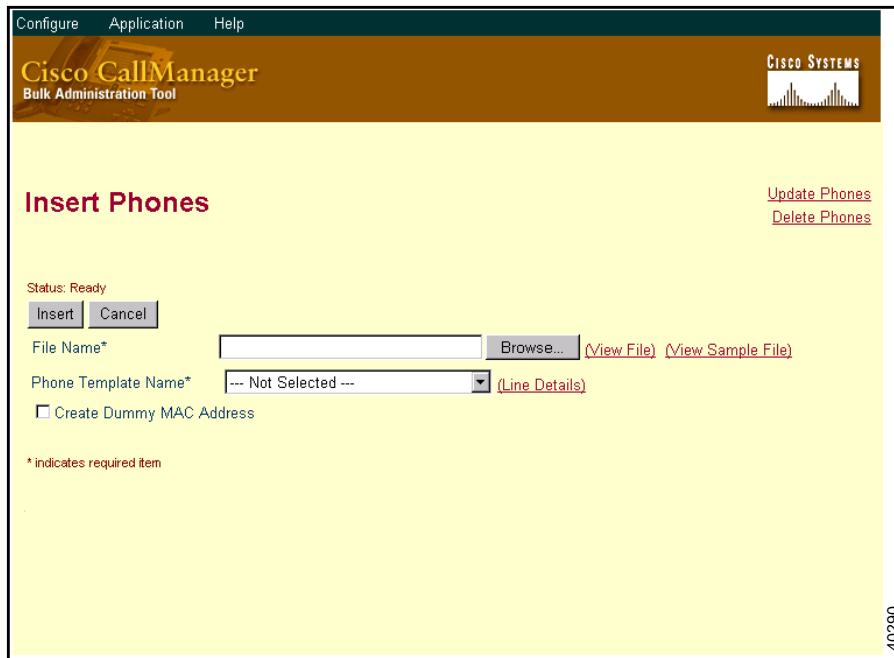 Configure Application Help
Cisco CallManager
Bulk Administration Tool
CISCO SYSTEMS
Insert Phones
Update Phones
Delete Phones
Status: Ready
Insert Cancel
File Name* Browse... (View File) (View Sample File)
Phone Template Name* --- Not Selected --- (Line Details)
Create Dummy MAC Address
* indicates required item
40290